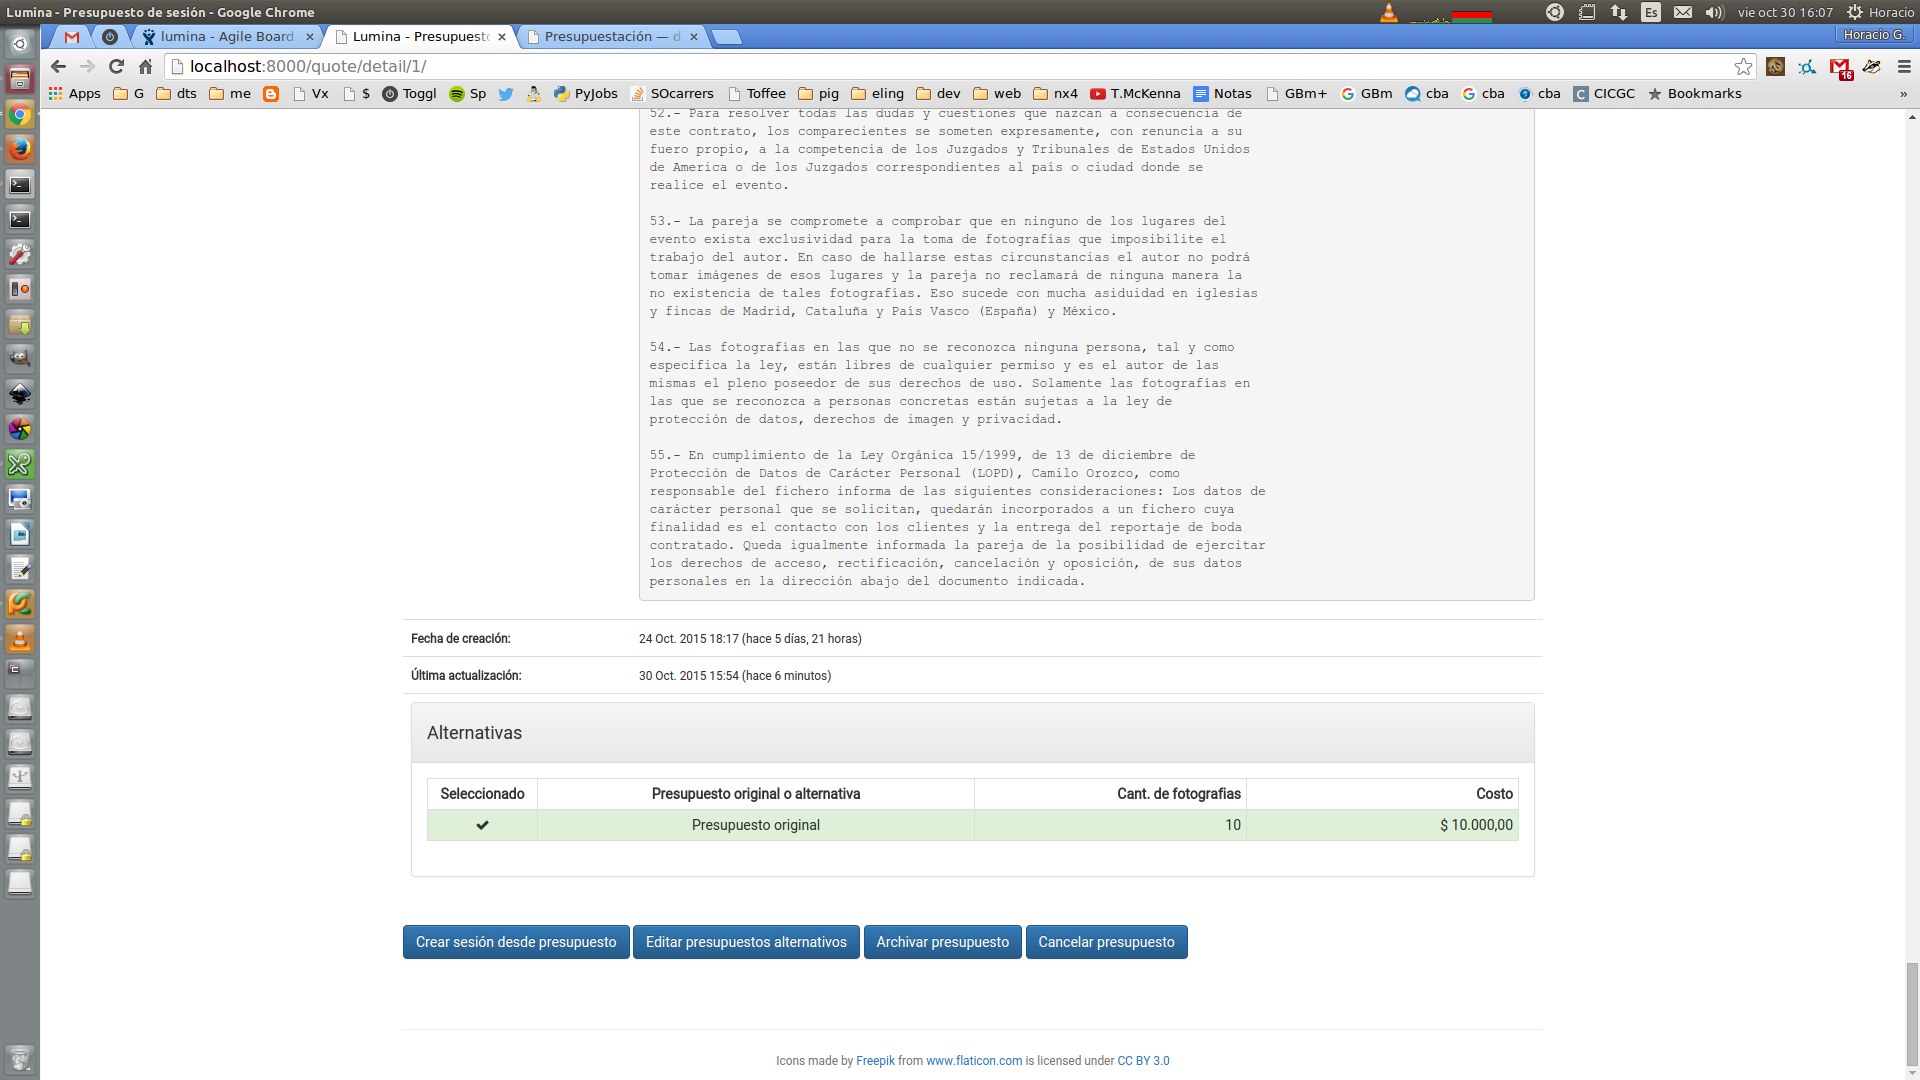 Lumina - Presupuesto de sesión - Google Chrome
Es
vie oct 30 16:07
Horacio
lumina - Agile Board
Lumina - Presupuesto
Presupuestación — d
Horacio G.
localhost:8000/quote/detail/1/
16
Apps G dts me Vx $ Toggl Sp PyJobs SOcarrers Toffee pig eling dev web nx4 T.McKenna Notas GBm+ GBm cba cba cba CICGC Bookmarks »
52.- Para resolver todas las dudas y cuestiones que nazcan a consecuencia de
este contrato, los comparecientes se someten expresamente, con renuncia a su
fuero propio, a la competencia de los Juzgados y Tribunales de Estados Unidos
de America o de los Juzgados correspondientes al país o ciudad donde se
realice el evento.
53.- La pareja se compromete a comprobar que en ninguno de los lugares del
evento exista exclusividad para la toma de fotografías que imposibilite el
trabajo del autor. En caso de hallarse estas circunstancias el autor no podrá
tomar imágenes de esos lugares y la pareja no reclamará de ninguna manera la
no existencia de tales fotografías. Eso sucede con mucha asiduidad en iglesias
y fincas de Madrid, Cataluña y País Vasco (España) y México.
54.- Las fotografías en las que no se reconozca ninguna persona, tal y como
especifica la ley, están libres de cualquier permiso y es el autor de las
mismas el pleno poseedor de sus derechos de uso. Solamente las fotografías en
las que se reconozca a personas concretas están sujetas a la ley de
protección de datos, derechos de imagen y privacidad.
55.- En cumplimiento de la Ley Orgánica 15/1999, de 13 de diciembre de
Protección de Datos de Carácter Personal (LOPD), Camilo Orozco, como
responsable del fichero informa de las siguientes consideraciones: Los datos de
carácter personal que se solicitan, quedarán incorporados a un fichero cuya
finalidad es el contacto con los clientes y la entrega del reportaje de boda
contratado. Queda igualmente informada la pareja de la posibilidad de ejercitar
los derechos de acceso, rectificación, cancelación y oposición, de sus datos
personales en la dirección abajo del documento indicada.
Fecha de creación: 24 Oct. 2015 18:17 (hace 5 días, 21 horas)
Última actualización: 30 Oct. 2015 15:54 (hace 6 minutos)
Alternativas
Seleccionado Presupuesto original o alternativa Cant. de fotografias Costo
Presupuesto original 10 $ 10.000,00
Crear sesión desde presupuesto Editar presupuestos alternativos Archivar presupuesto Cancelar presupuesto
Icons made by Freepik from www.flaticon.com is licensed under CC BY 3.0